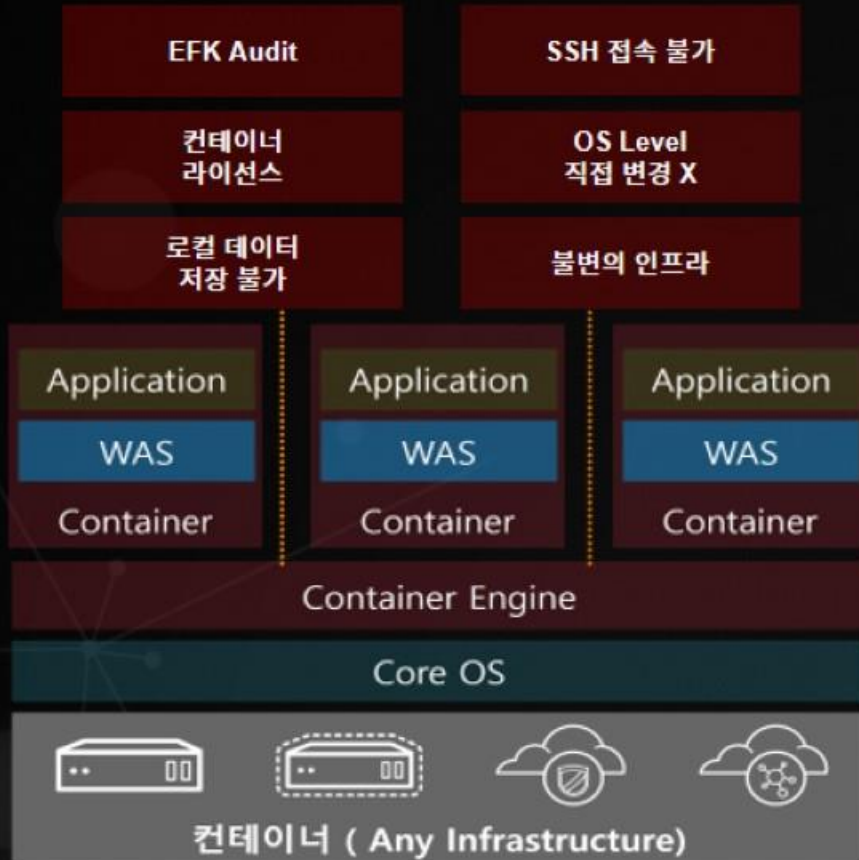 EFK Audit
SSH 접속 불가
컨테이너
라이선스
OS Level
직접 변경 X
로컬 데이터
저장 불가
불변의 인프라
Application
Application
Application
WAS
WAS
WAS
Container
Container
Container
Container Engine
Core OS
컨테이너 ( Any Infrastructure)